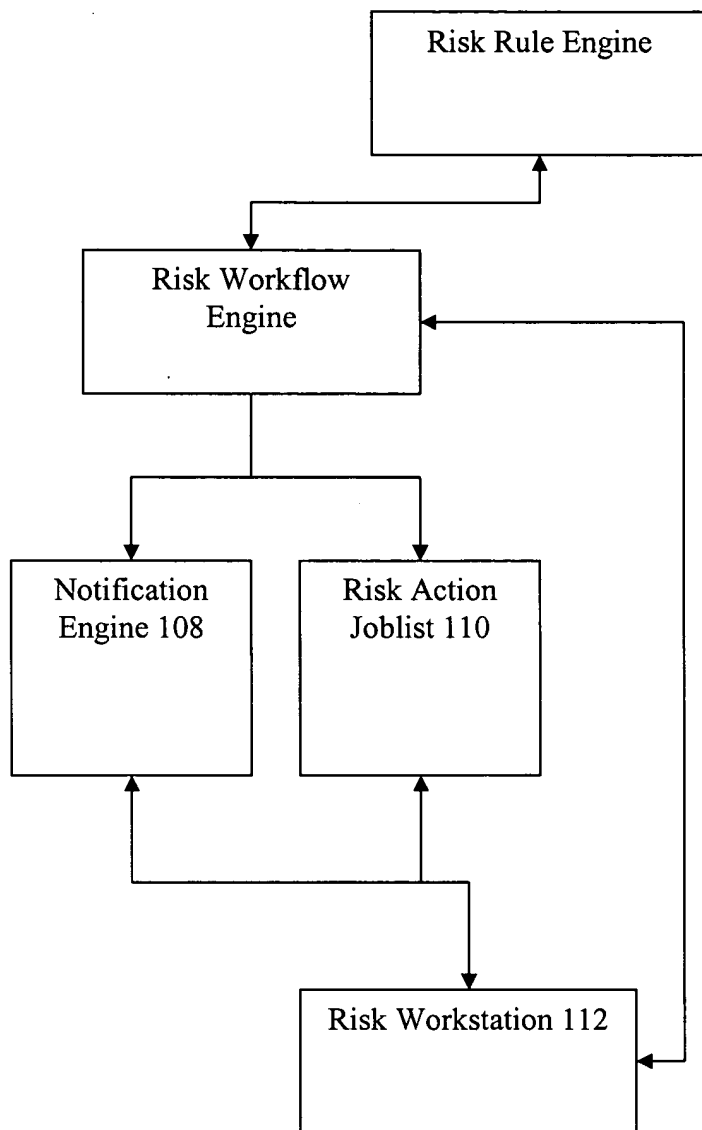 Risk Rule Engine
Risk Workflow
Engine
Notification
Engine 108
Risk Action
Joblist 110
Risk Workstation 112